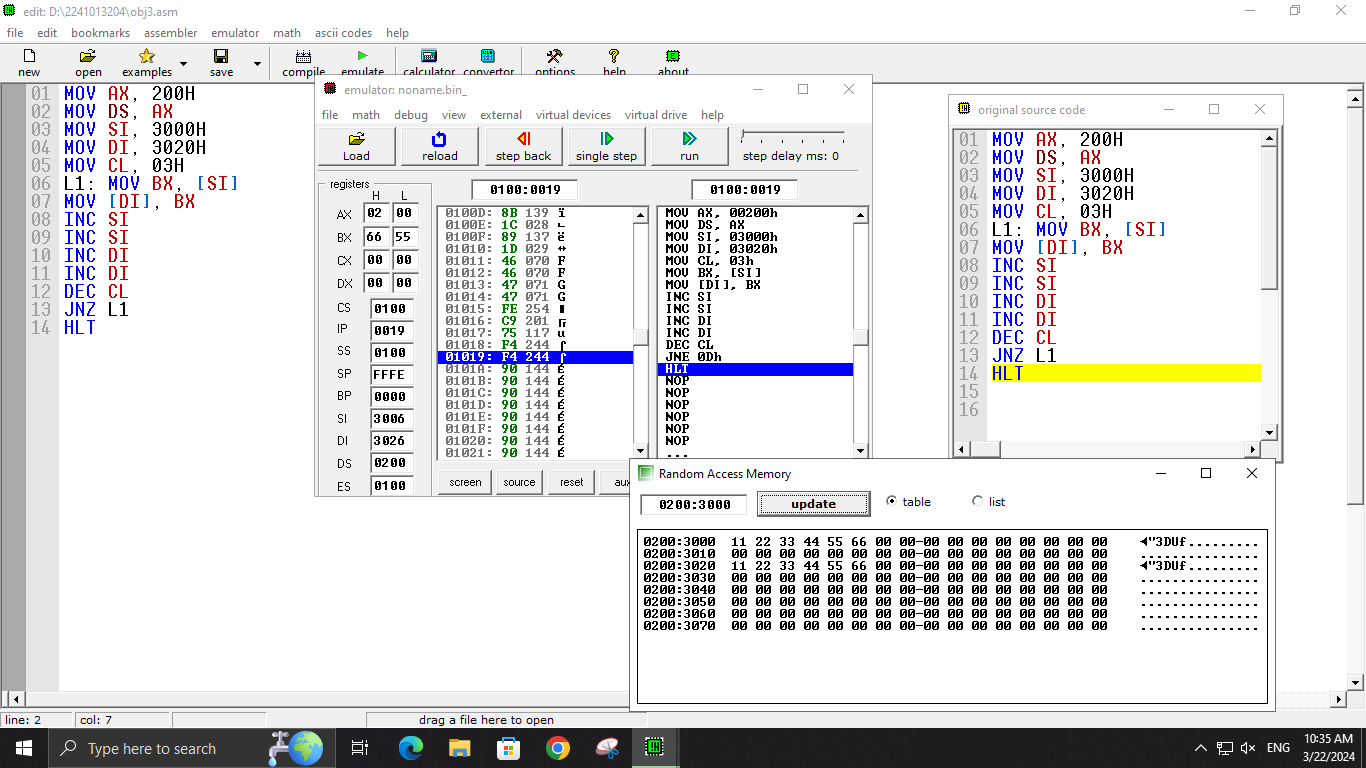 edit: D:\2241013204\obj3.asm
file edit bookmarks assembler emulator math ascii codes help
new open examples save compile emulate calculator convertor options help about
01 MOV AX, 200H
02 MOV DS, AX
03 MOV SI, 3000H
04 MOV DI, 3020H
05 MOV CL, 03H
06 L1: MOV BX, [SI]
07 MOV [DI], BX
08 INC SI
09 INC SI
10 INC DI
11 INC DI
12 DEC CL
13 JNZ L1
14 HLT
emulator: noname.bin_
file math debug view external virtual devices virtual drive help
Load reload step back single step run step delay ms: 0
registers
H L
AX 02 00
BX 66 55
CX 00 00
DX 00 00
CS 0100
IP 0019
SS 0100
SP FFFE
BP 0000
SI 3006
DI 3026
DS 0200
ES 0100
0100:0019
0100D: 8B 139 ï
0100E: 1C 028 ∟
0100F: 89 137 ë
01010: 1D 029 ↔
01011: 46 070 F
01012: 46 070 F
01013: 47 071 G
01014: 47 071 G
01015: FE 254 ■
01016: C9 201 ╔
01017: 75 117 u
01018: F4 244 ⌠
01019: F4 244 ⌠
0101A: 90 144 É
0101B: 90 144 É
0101C: 90 144 É
0101D: 90 144 É
0101E: 90 144 É
0101F: 90 144 É
01020: 90 144 É
01021: 90 144 É
0100:0019
MOV AX, 00200h
MOV DS, AX
MOV SI, 03000h
MOV DI, 03020h
MOV CL, 03h
MOV BX, [SI]
MOV [DI], BX
INC SI
INC SI
INC DI
INC DI
DEC CL
JNE 0Dh
HLT
NOP
NOP
NOP
NOP
NOP
NOP
...
screen source reset aux
original source code
01 MOV AX, 200H
02 MOV DS, AX
03 MOV SI, 3000H
04 MOV DI, 3020H
05 MOV CL, 03H
06 L1: MOV BX, [SI]
07 MOV [DI], BX
08 INC SI
09 INC SI
10 INC DI
11 INC DI
12 DEC CL
13 JNZ L1
14 HLT
15
16
Random Access Memory
0200:3000 update table list
0200:3000 11 22 33 44 55 66 00 00-00 00 00 00 00 00 00 00 ◄"3DUf..........
0200:3010 00 00 00 00 00 00 00 00-00 00 00 00 00 00 00 00 ................
0200:3020 11 22 33 44 55 66 00 00-00 00 00 00 00 00 00 00 ◄"3DUf..........
0200:3030 00 00 00 00 00 00 00 00-00 00 00 00 00 00 00 00 ................
0200:3040 00 00 00 00 00 00 00 00-00 00 00 00 00 00 00 00 ................
0200:3050 00 00 00 00 00 00 00 00-00 00 00 00 00 00 00 00 ................
0200:3060 00 00 00 00 00 00 00 00-00 00 00 00 00 00 00 00 ................
0200:3070 00 00 00 00 00 00 00 00-00 00 00 00 00 00 00 00 ................
line: 2 col: 7 drag a file here to open
Type here to search
ENG
10:35 AM
3/22/2024